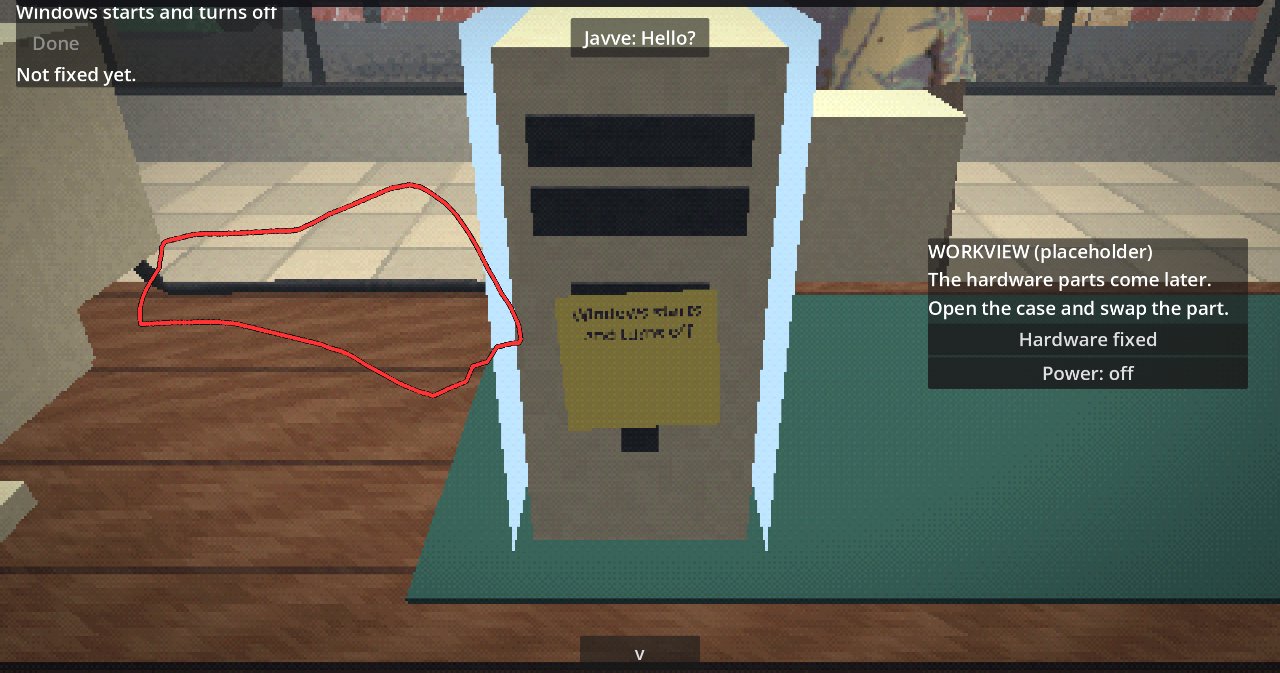 Windows starts and turns off
Done
Not fixed yet.
Javve: Hello?
Windows starts
and turns off
WORKVIEW (placeholder)
The hardware parts come later.
Open the case and swap the part.
Hardware fixed
Power: off
v